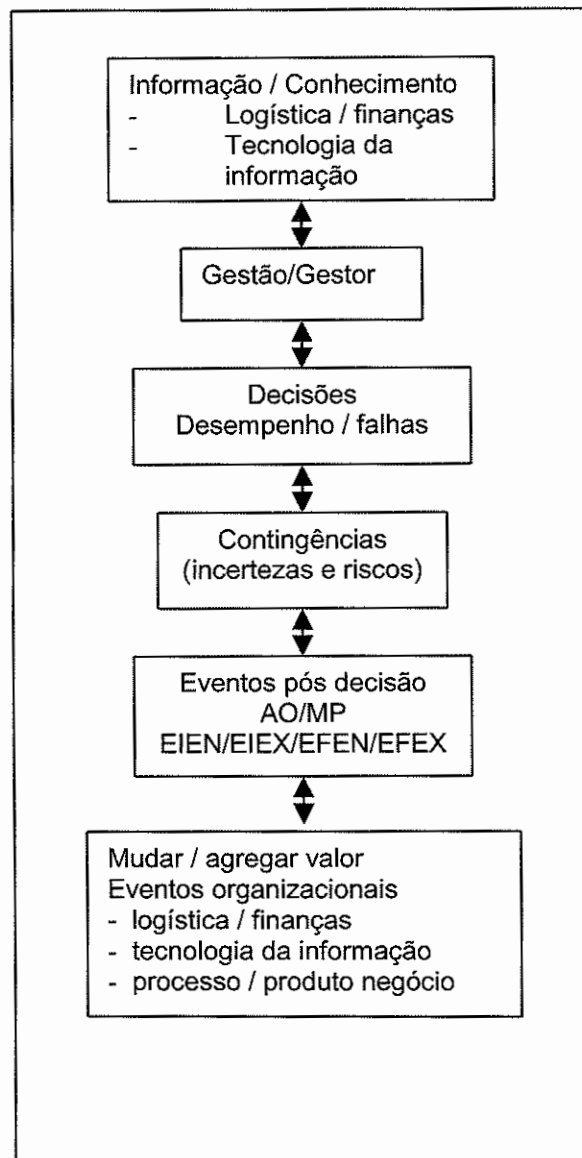 Informação / Conhecimento
- Logística / finanças
- Tecnologia da
informação
Gestão/Gestor
Decisões
Desempenho / falhas
Contingências
(incertezas e riscos)
Eventos pós decisão
AO/MP
EIEN/EIEX/EFEN/EFEX
Mudar / agregar valor
Eventos organizacionais
- logística / finanças
- tecnologia da informação
- processo / produto negócio